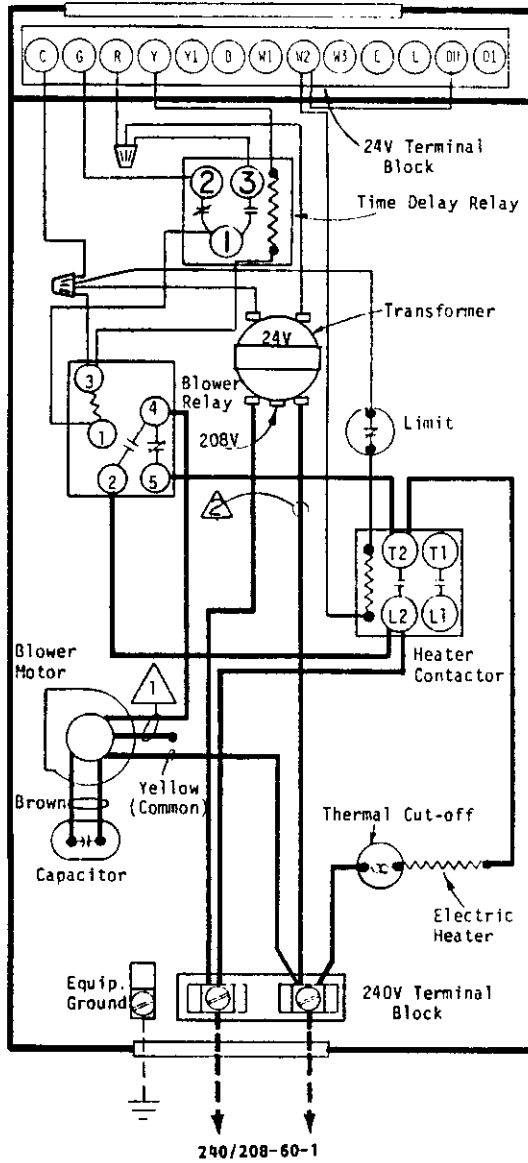 C G R Y Y1 B W1 W2 W3 E L DH D1
24V Terminal
Block
2 3
1
Time Delay Relay
Transformer
24V
3
Blower
Relay
4
1
208V
Limit
2 5
2
T2 T1
L2 L1
Heater
Contactor
Blower
Motor
1
Yellow
(Common)
Brown
Thermal Cut-off
Capacitor
Electric
Heater
Equip.
Ground
240V Terminal
Block
240/208-60-1